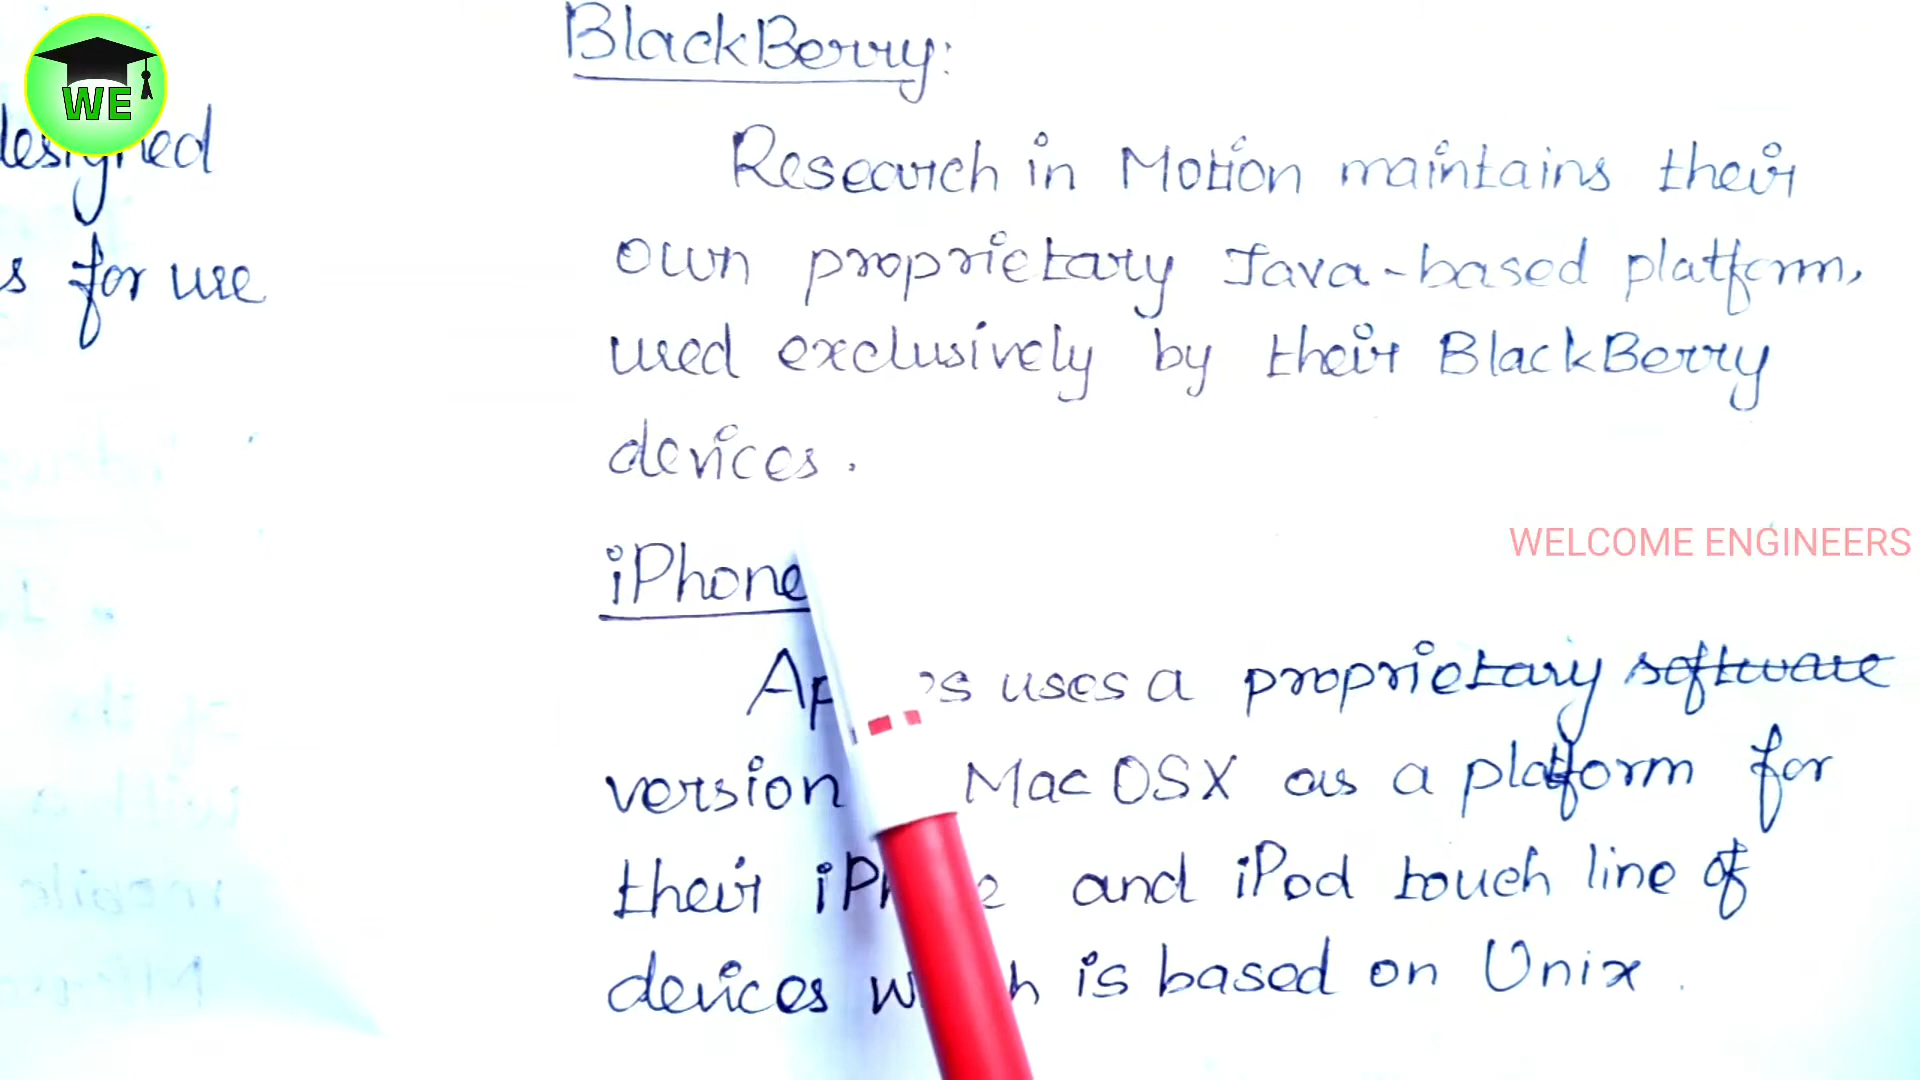 WE
designed
s for use
BlackBerry:
Research in Motion maintains their
own proprietary Java-based platform,
used exclusively by their BlackBerry
devices.
iPhone
WELCOME ENGINEERS
uses a proprietary software
version Mac OSX as a platform for
their and iPod touch line of
devices is based on Unix.